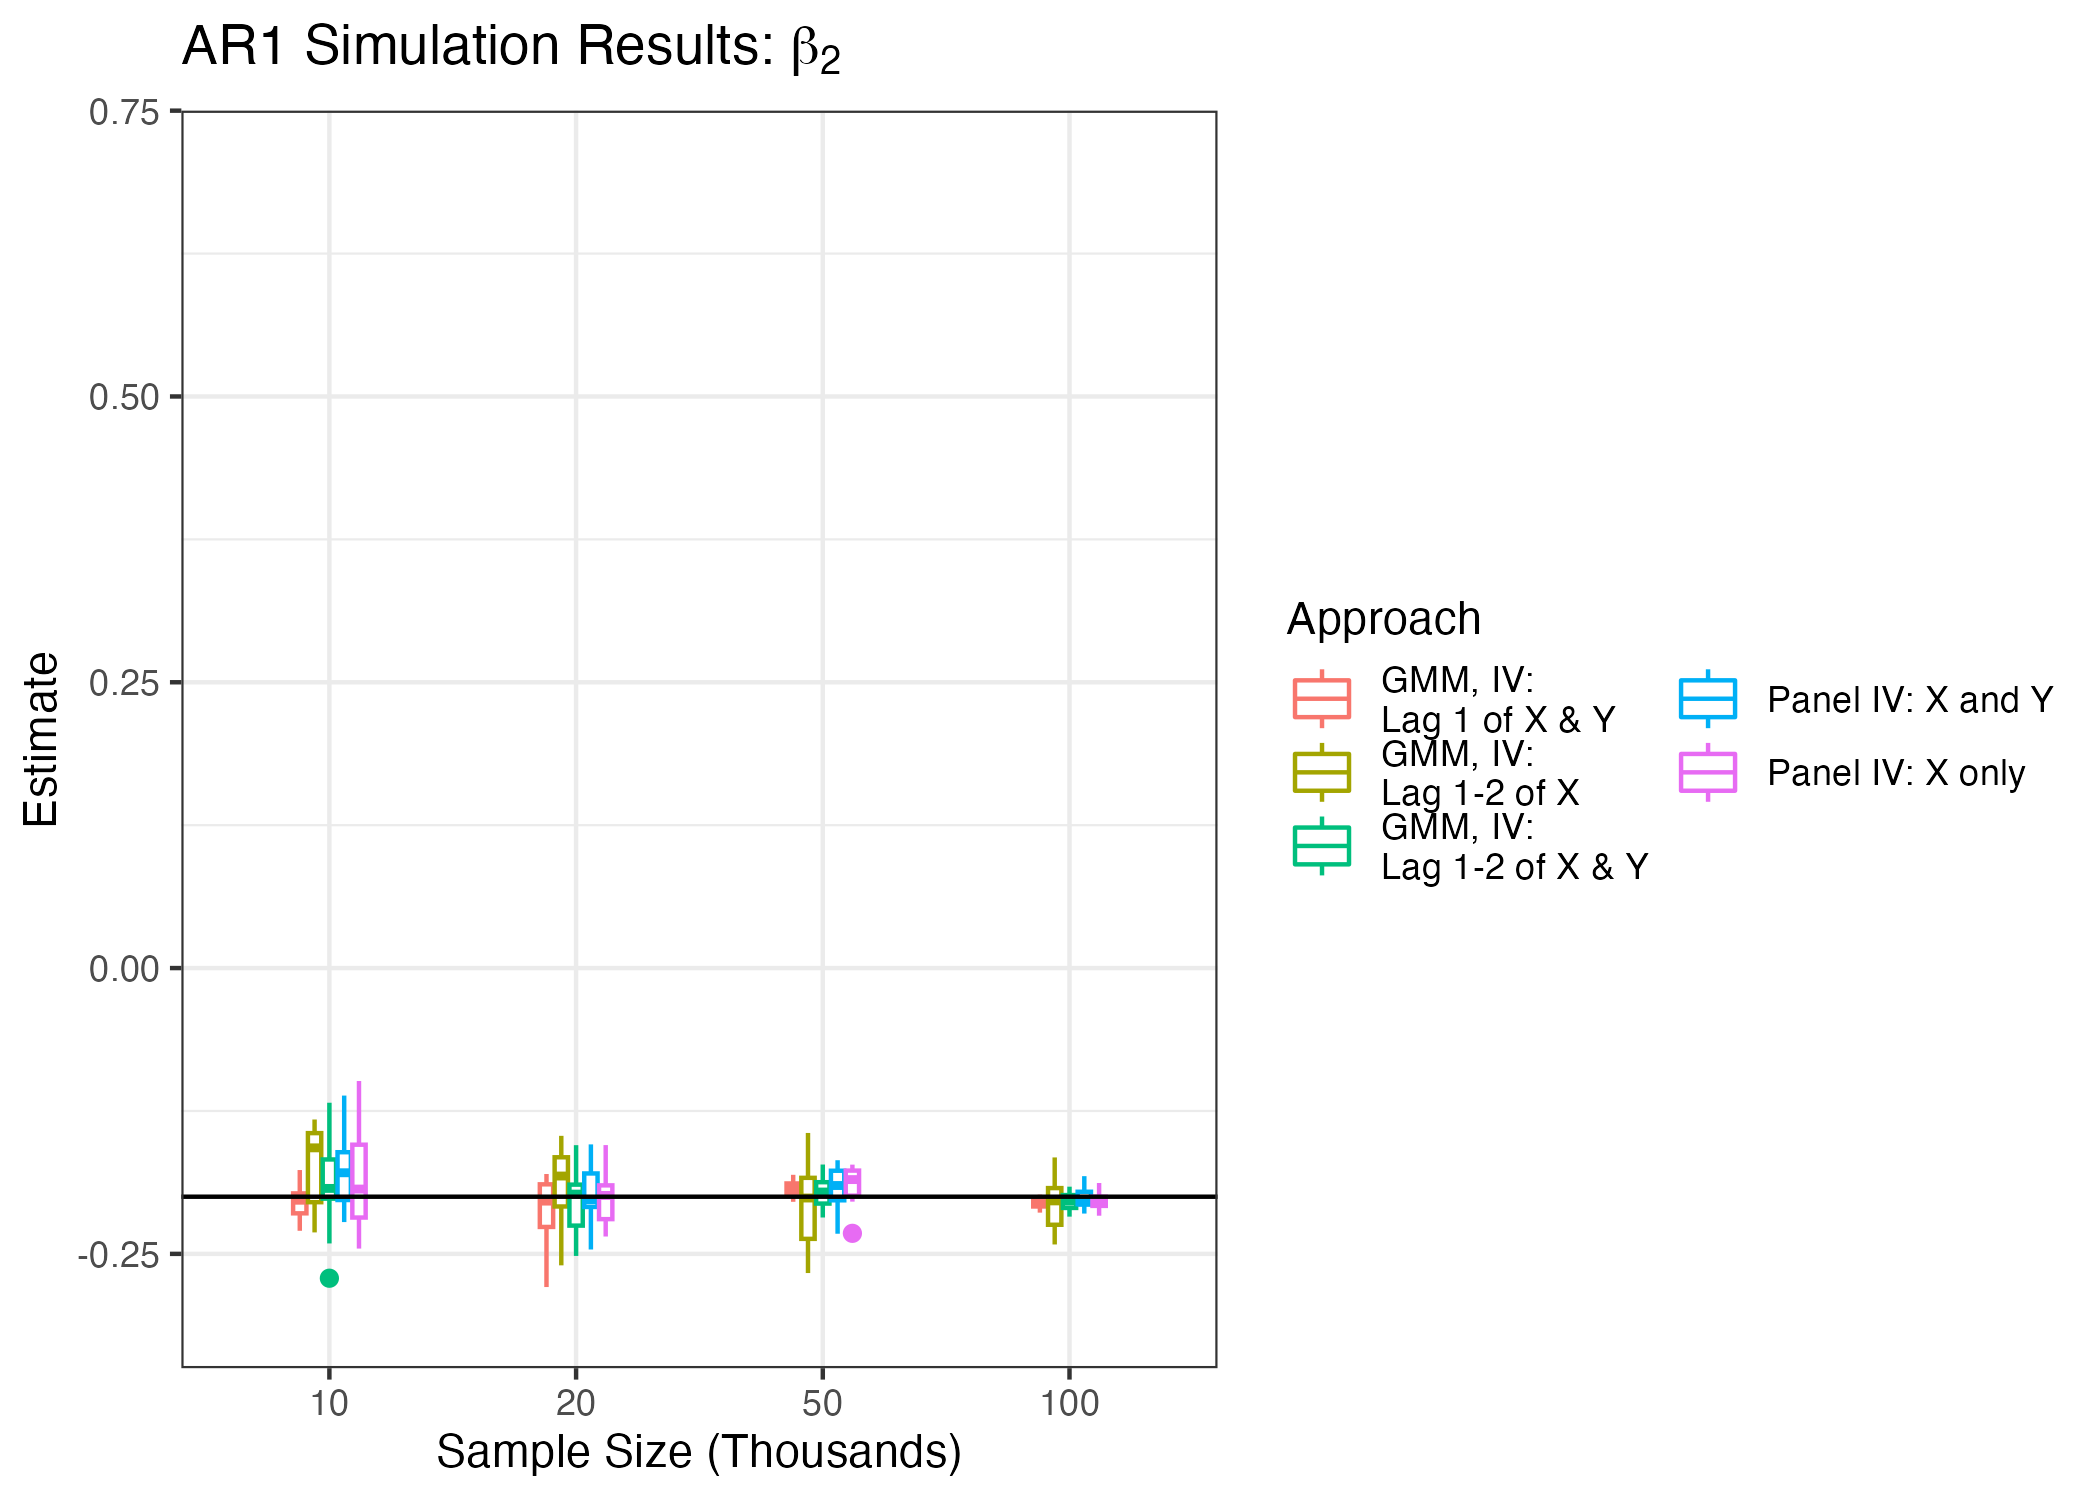 AR1 Simulation Results: β₂
0.75
0.50
0.25
0.00
-0.25
Estimate
10 20 50 100
Sample Size (Thousands)
Approach
GMM, IV:
Lag 1 of X & Y
GMM, IV:
Lag 1-2 of X
GMM, IV:
Lag 1-2 of X & Y
Panel IV: X and Y
Panel IV: X only